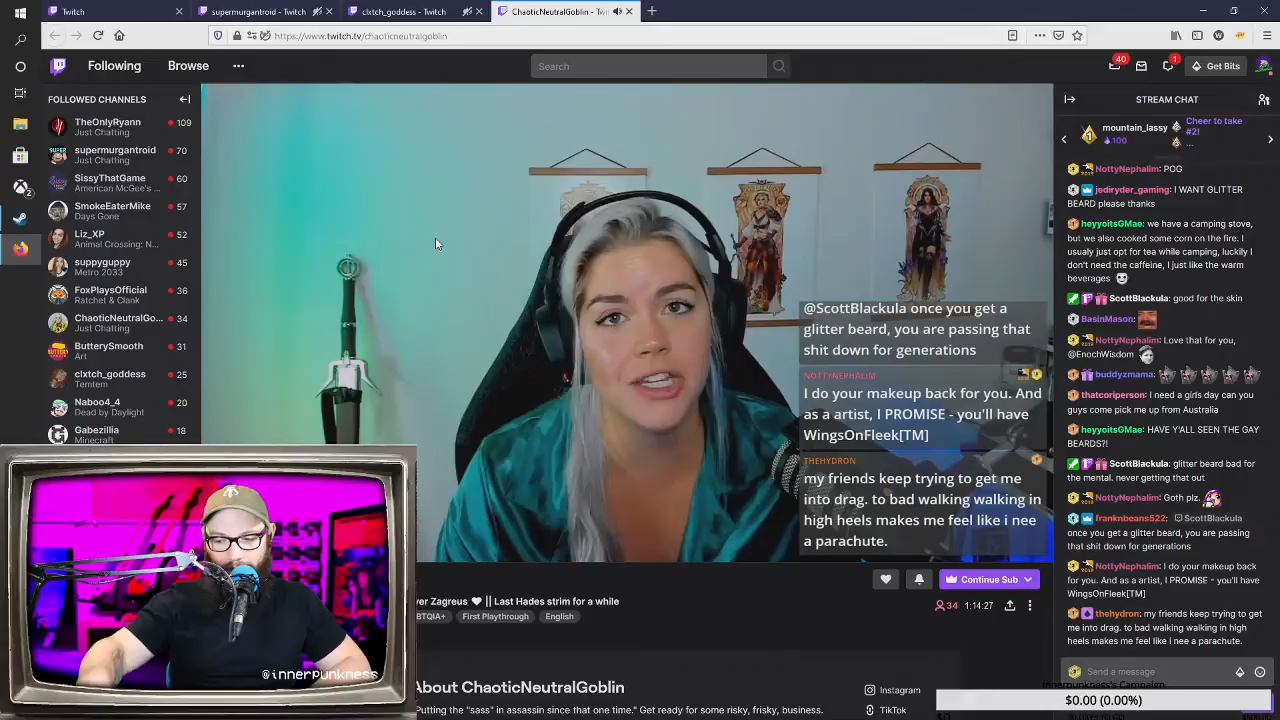 Twitch
supermurgantroid - Twitch
clxtch_goddess - Twitch
ChaoticNeutralGoblin - Twi
https://www.twitch.tv/chaoticneutralgoblin
Following
Browse
Search
40
1
Get Bits
FOLLOWED CHANNELS
TheOnlyRyann
109
Just Chatting
supermurgantroid
70
Just Chatting
SissyThatGame
60
American McGee's ...
SmokeEaterMike
57
Days Gone
Liz_XP
52
Animal Crossing: N...
suppyguppy
45
Metro 2033
FoxPlaysOfficial
36
Ratchet & Clank
ChaoticNeutralGo...
34
Just Chatting
ButterySmooth
31
Art
clxtch_goddess
25
Temtem
Naboo4_4
20
Dead by Daylight
Gabezillia
18
Minecraft
2
@innerpunkness
@ScottBlackula once you get a
glitter beard, you are passing that
shit down for generations
NOTTYNEPHALIM
I do your makeup back for you. And
as a artist, I PROMISE - you'll have
WingsOnFleek[TM]
THEHYDRON
my friends keep trying to get me
into drag. to bad walking walking in
high heels makes me feel like i nee
a parachute.
Continue Sub
ver Zagreus || Last Hades strim for a while
BTQIA+
First Playthrough
English
34
1:14:27
About ChaoticNeutralGoblin
Putting the "sass" in assassin since that one time." Get ready for some risky, frisky, business.
Instagram
TikTok
STREAM CHAT
1
mountain_lassy
100
Cheer to take
#2!
...
NottyNephalim: POG
jediryder_gaming: I WANT GLITTER
BEARD please thanks
heyyoitsGMae: we have a camping stove,
but we also cooked some corn on the fire. I
usualy just opt for tea while camping, luckily I
don't need the caffeine, I just like the warm
beverages
ScottBlackula: good for the skin
BasinMason:
NottyNephalim: Love that for you,
@EnochWisdom
buddyzmama:
thatcoriperson: I need a girls day can you
guys come pick me up from Australia
heyyoitsGMae: HAVE Y'ALL SEEN THE GAY
BEARDS?!
ScottBlackula: glitter beard bad for
the mental. never getting that out
NottyNephalim: Goth plz.
franknbeans522: ScottBlackula
once you get a glitter beard, you are passing
that shit down for generations
NottyNephalim: I do your makeup back
for you. And as a artist, I PROMISE - you'll have
WingsOnFleek[TM]
thehydron: my friends keep trying to get
me into drag. to bad walking walking in high
heels makes me feel like i nee a parachute.
Send a message
innerpunkness's Campaign
$0.00 (0.00%)
$0